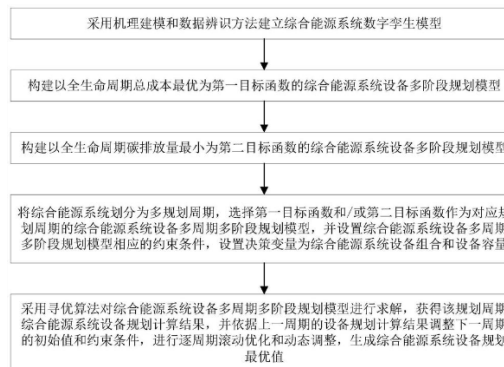 采用机理建模和数据辨识方法建立综合能源系统数字孪生模型
构建以全生命周期总成本最优为第一目标函数的综合能源系统设备多阶段规划模型
构建以全生命周期碳排放量最小为第二目标函数的综合能源系统设备多阶段规划模型
将综合能源系统划分为多规划周期，选择第一目标函数和/或第二目标函数作为对应规
划周期的综合能源系统设备多周期多阶段规划模型，并设置综合能源系统设备多周期
多阶段规划模型相应的约束条件，设置决策变量为综合能源系统设备组合和设备容量
采用寻优算法对综合能源系统设备多周期多阶段规划模型进行求解，获得该规划周期
综合能源系统设备规划计算结果，并依据上一周期的设备规划计算结果调整下一周期
的初始值和约束条件，进行逐周期滚动优化和动态调整，生成综合能源系统设备规划
最优值